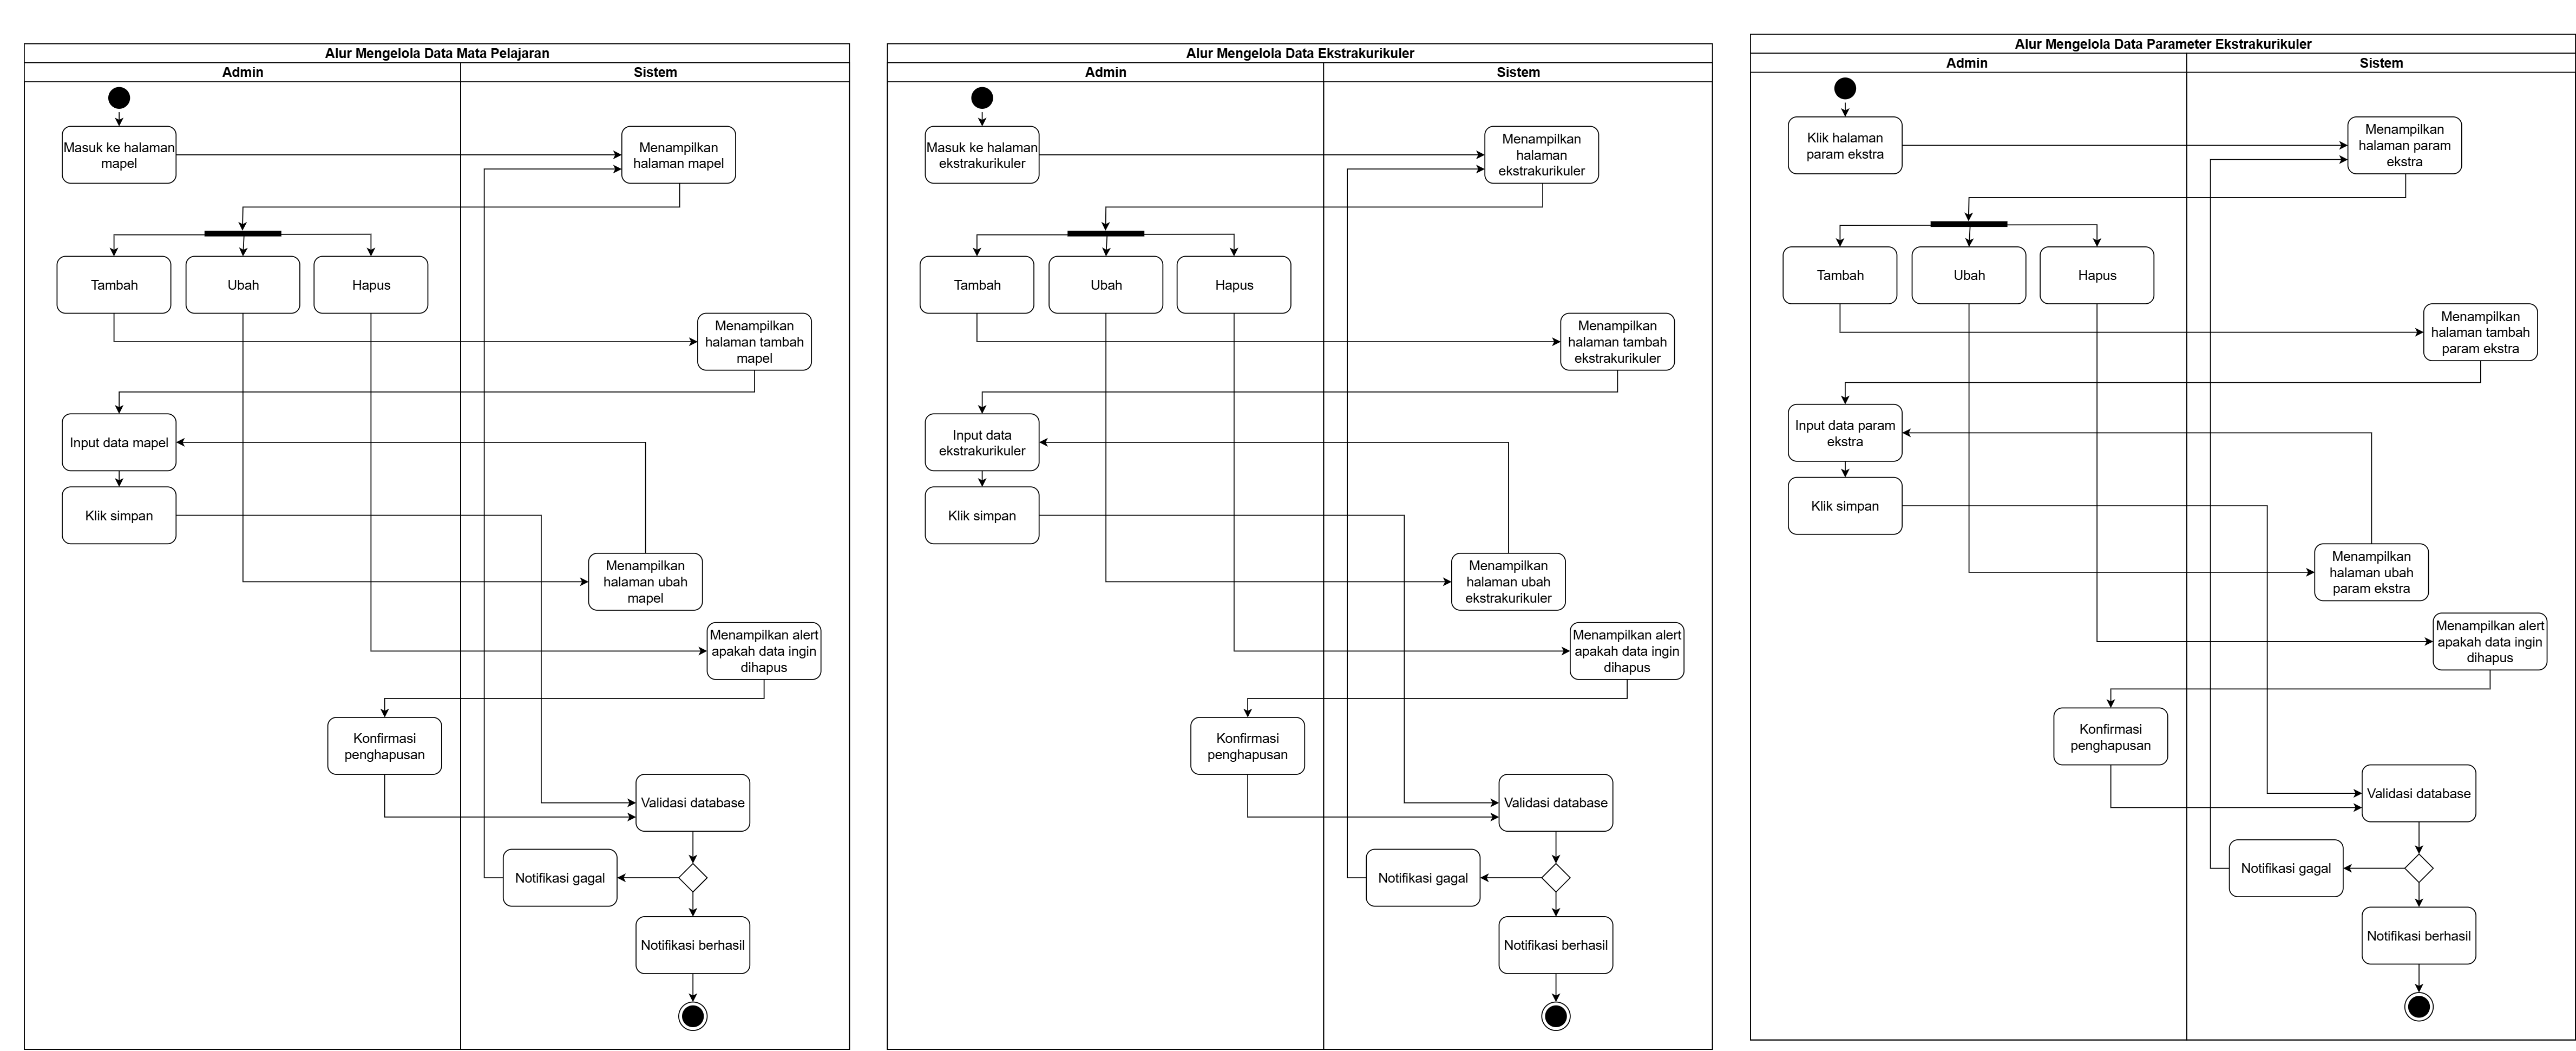 Alur Mengelola Data Mata Pelajaran
Admin
Sistem
Masuk ke halaman
mapel
Menampilkan
halaman mapel
Tambah
Ubah
Hapus
Menampilkan
halaman tambah
mapel
Input data mapel
Klik simpan
Menampilkan
halaman ubah
mapel
Menampilkan alert
apakah data ingin
dihapus
Konfirmasi
penghapusan
Validasi database
Notifikasi gagal
Notifikasi berhasil
Alur Mengelola Data Ekstrakurikuler
Admin
Sistem
Masuk ke halaman
ekstrakurikuler
Menampilkan
halaman
ekstrakurikuler
Tambah
Ubah
Hapus
Menampilkan
halaman tambah
ekstrakurikuler
Input data
ekstrakurikuler
Klik simpan
Menampilkan
halaman ubah
ekstrakurikuler
Menampilkan alert
apakah data ingin
dihapus
Konfirmasi
penghapusan
Validasi database
Notifikasi gagal
Notifikasi berhasil
Alur Mengelola Data Parameter Ekstrakurikuler
Admin
Sistem
Klik halaman
param ekstra
Menampilkan
halaman param
ekstra
Tambah
Ubah
Hapus
Menampilkan
halaman tambah
param ekstra
Input data param
ekstra
Klik simpan
Menampilkan
halaman ubah
param ekstra
Menampilkan alert
apakah data ingin
dihapus
Konfirmasi
penghapusan
Validasi database
Notifikasi gagal
Notifikasi berhasil